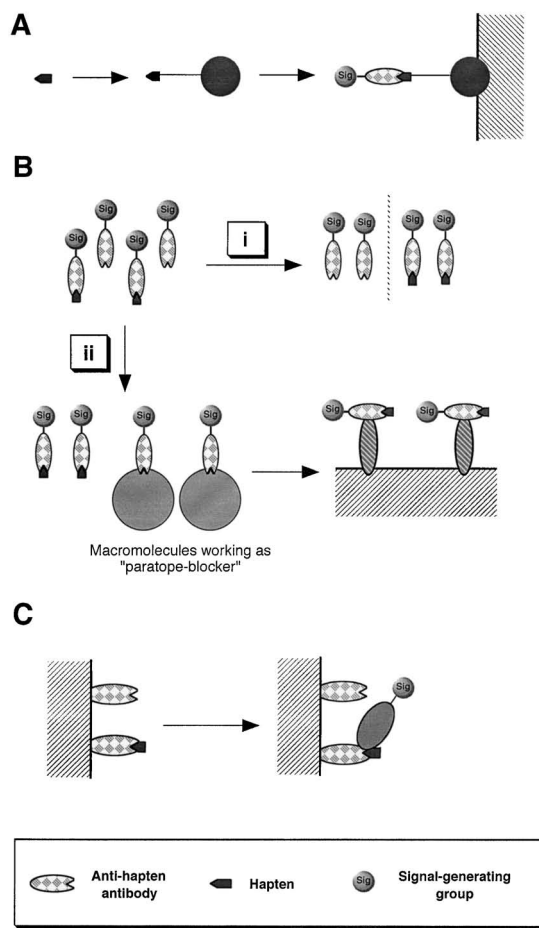 A
Sig
B
Sig
Sig
Sig
Sig
i
Sig
Sig
Sig
Sig
ii
Sig
Sig
Sig
Sig
Sig
Sig
Macromolecules working as
"paratope-blocker"
C
Sig
Anti-hapten
antibody
Hapten
Sig
Signal-generating
group